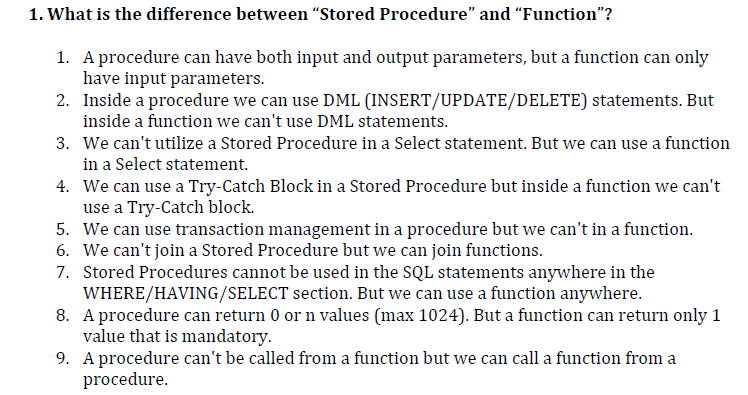 1. What is the difference between “Stored Procedure” and “Function”?
1. A procedure can have both input and output parameters, but a function can only
have input parameters.
2. Inside a procedure we can use DML (INSERT/UPDATE/DELETE) statements. But
inside a function we can't use DML statements.
3. We can't utilize a Stored Procedure in a Select statement. But we can use a function
in a Select statement.
4. We can use a Try-Catch Block in a Stored Procedure but inside a function we can't
use a Try-Catch block.
5. We can use transaction management in a procedure but we can't in a function.
6. We can't join a Stored Procedure but we can join functions.
7. Stored Procedures cannot be used in the SQL statements anywhere in the
WHERE/HAVING/SELECT section. But we can use a function anywhere.
8. A procedure can return 0 or n values (max 1024). But a function can return only 1
value that is mandatory.
9. A procedure can't be called from a function but we can call a function from a
procedure.